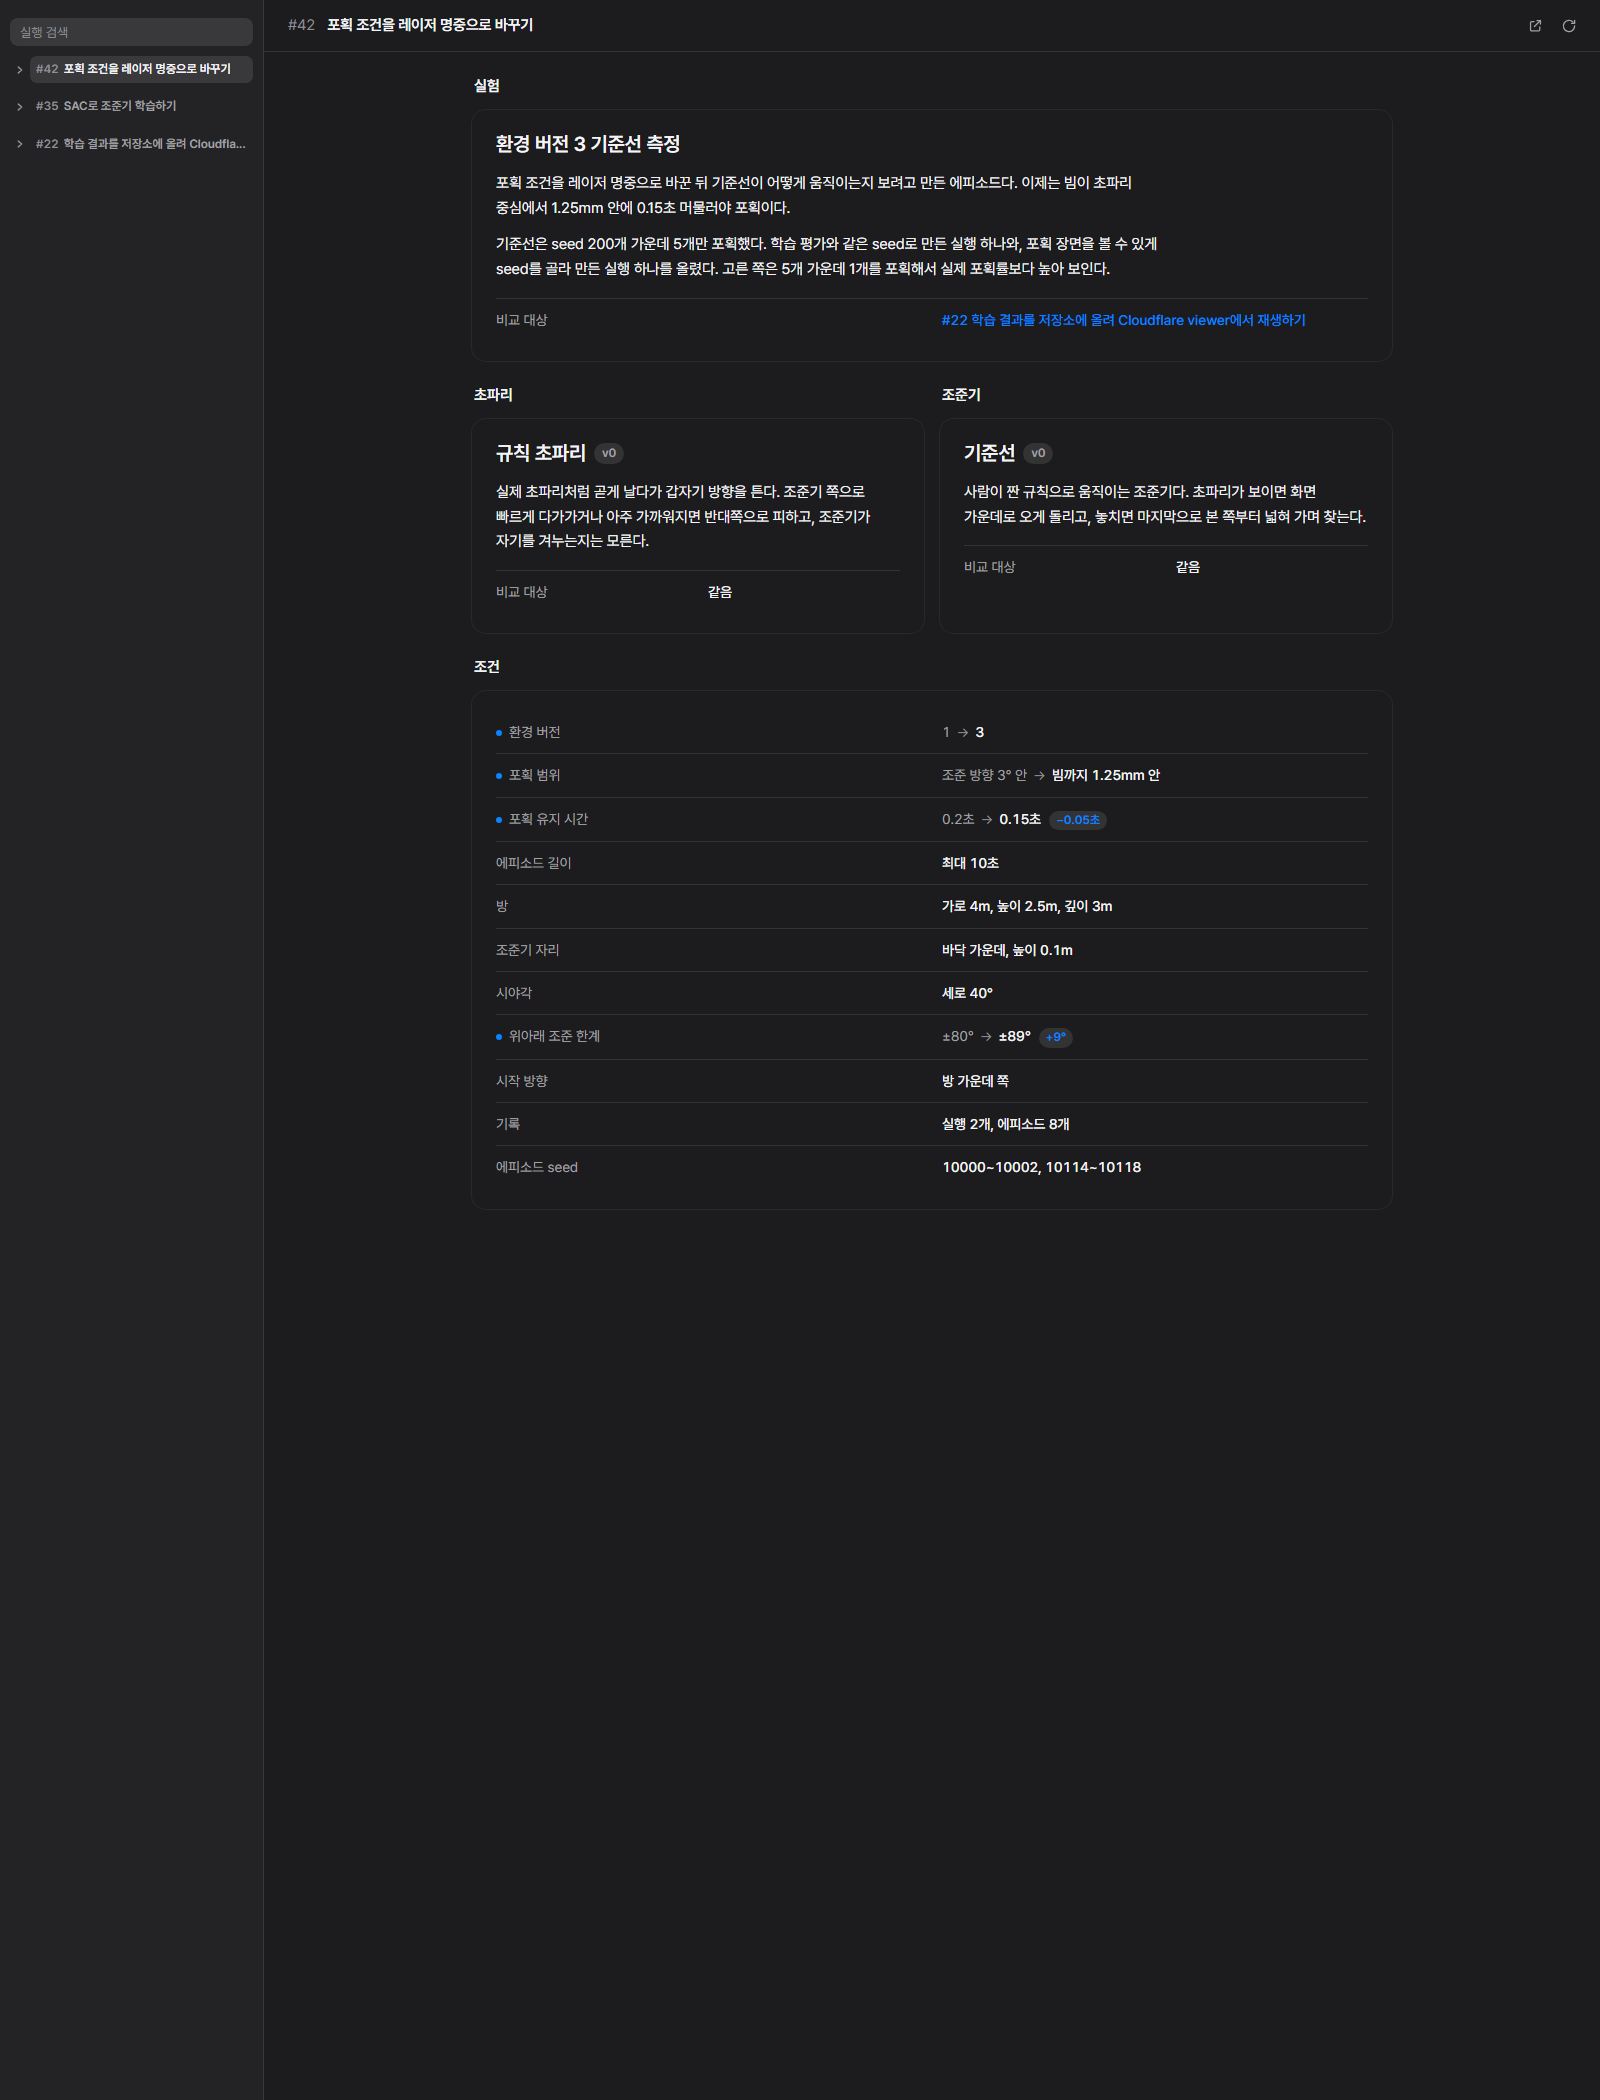 실행 검색
#42 포획 조건을 레이저 명중으로 바꾸기
#35 SAC로 조준기 학습하기
#22 학습 결과를 저장소에 올려 Cloudfla...
#42 포획 조건을 레이저 명중으로 바꾸기
실험
환경 버전 3 기준선 측정
포획 조건을 레이저 명중으로 바꾼 뒤 기준선이 어떻게 움직이는지 보려고 만든 에피소드다. 이제는 빔이 초파리
중심에서 1.25mm 안에 0.15초 머물러야 포획이다.
기준선은 seed 200개 가운데 5개만 포획했다. 학습 평가와 같은 seed로 만든 실행 하나와, 포획 장면을 볼 수 있게
seed를 골라 만든 실행 하나를 올렸다. 고른 쪽은 5개 가운데 1개를 포획해서 실제 포획률보다 높아 보인다.
비교 대상 #22 학습 결과를 저장소에 올려 Cloudflare viewer에서 재생하기
초파리
규칙 초파리 v0
실제 초파리처럼 곧게 날다가 갑자기 방향을 튼다. 조준기 쪽으로
빠르게 다가가거나 아주 가까워지면 반대쪽으로 피하고, 조준기가
자기를 겨누는지는 모른다.
비교 대상 같음
조준기
기준선 v0
사람이 짠 규칙으로 움직이는 조준기다. 초파리가 보이면 화면
가운데로 오게 돌리고, 놓치면 마지막으로 본 쪽부터 넓혀 가며 찾는다.
비교 대상 같음
조건
환경 버전 1 → 3
포획 범위 조준 방향 3° 안 → 빔까지 1.25mm 안
포획 유지 시간 0.2초 → 0.15초 −0.05초
에피소드 길이 최대 10초
방 가로 4m, 높이 2.5m, 깊이 3m
조준기 자리 바닥 가운데, 높이 0.1m
시야각 세로 40°
위아래 조준 한계 ±80° → ±89° +9°
시작 방향 방 가운데 쪽
기록 실행 2개, 에피소드 8개
에피소드 seed 10000~10002, 10114~10118